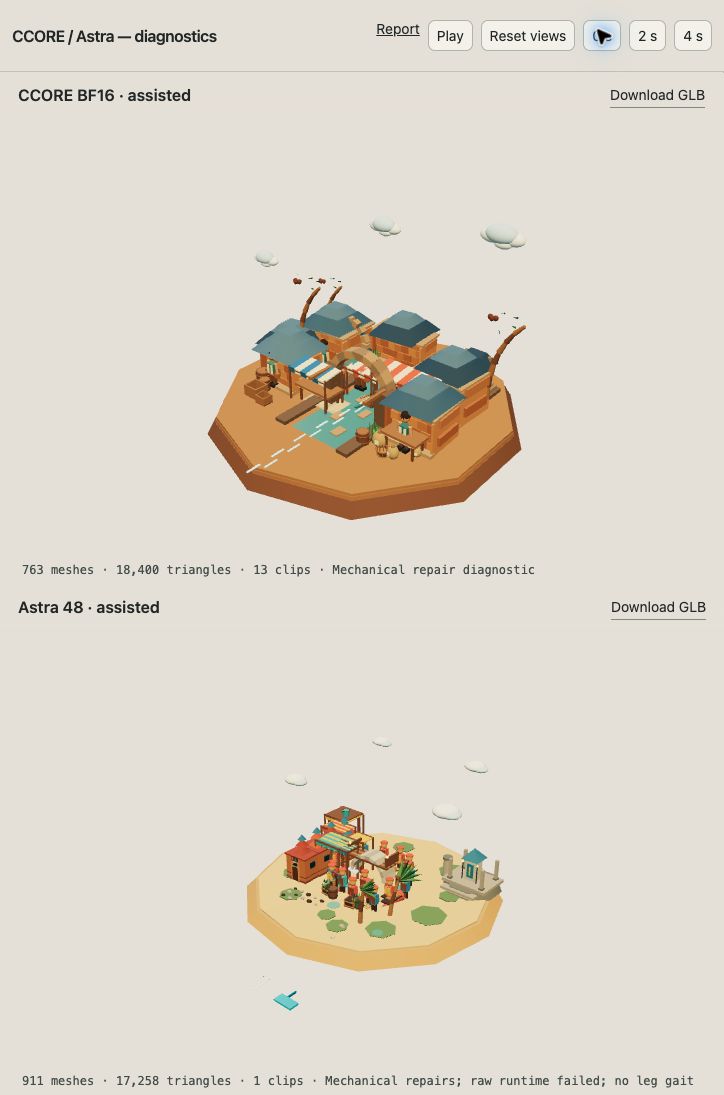 CCORE / Astra — diagnostics
Report
Play
Reset views
2 s
4 s
CCORE BF16 · assisted
Download GLB
763 meshes · 18,400 triangles · 13 clips · Mechanical repair diagnostic
Astra 48 · assisted
Download GLB
911 meshes · 17,258 triangles · 1 clips · Mechanical repairs; raw runtime failed; no leg gait